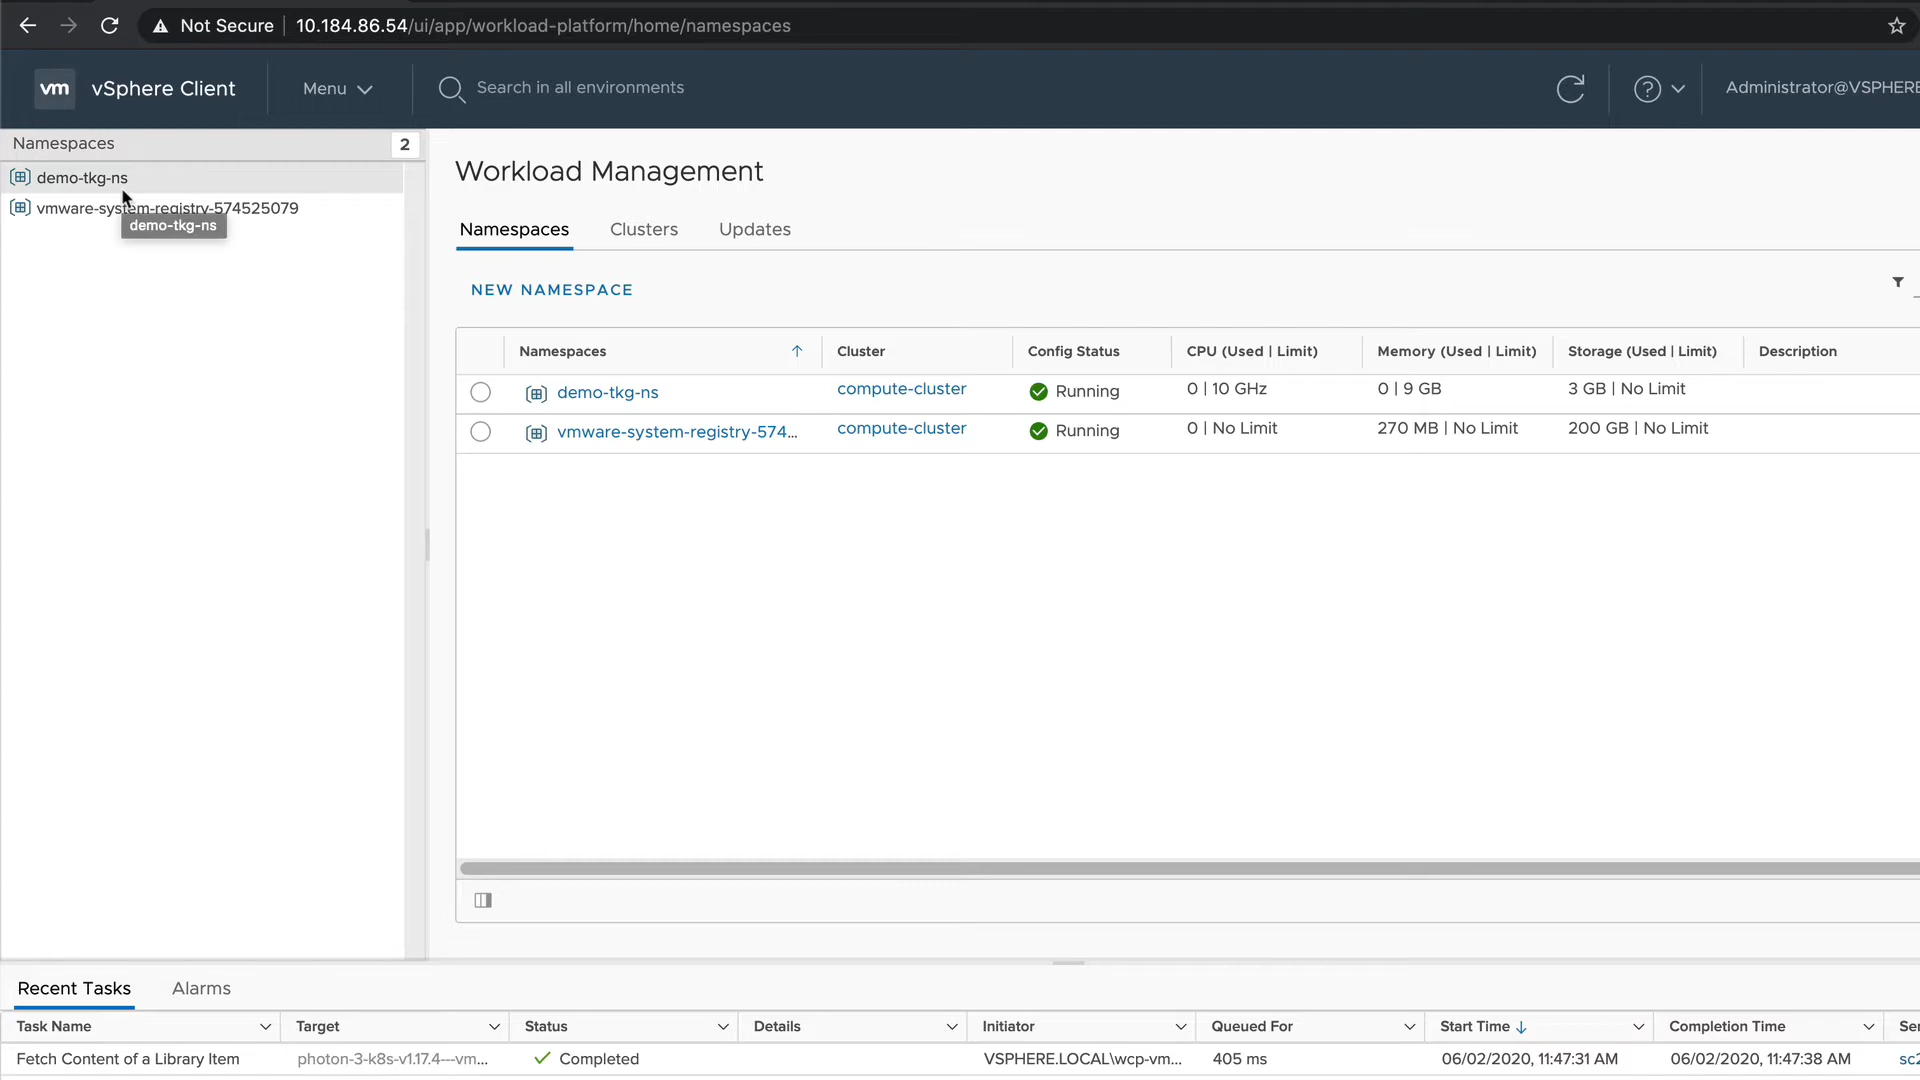 Not Secure 10.184.86.54/ui/app/workload-platform/home/namespaces
vm vSphere Client Menu Search in all environments ? Administrator@VSPHERE
Namespaces 2
demo-tkg-ns
vmware-system-registry-574525079
demo-tkg-ns
Workload Management
Namespaces Clusters Updates
NEW NAMESPACE
Namespaces Cluster Config Status CPU (Used | Limit) Memory (Used | Limit) Storage (Used | Limit) Description
demo-tkg-ns compute-cluster Running 0 | 10 GHz 0 | 9 GB 3 GB | No Limit
vmware-system-registry-574... compute-cluster Running 0 | No Limit 270 MB | No Limit 200 GB | No Limit
Recent Tasks Alarms
Task Name Target Status Details Initiator Queued For Start Time Completion Time Ser
Fetch Content of a Library Item photon-3-k8s-v1.17.4---vm... Completed VSPHERE.LOCAL\wcp-vm... 405 ms 06/02/2020, 11:47:31 AM 06/02/2020, 11:47:38 AM sc2